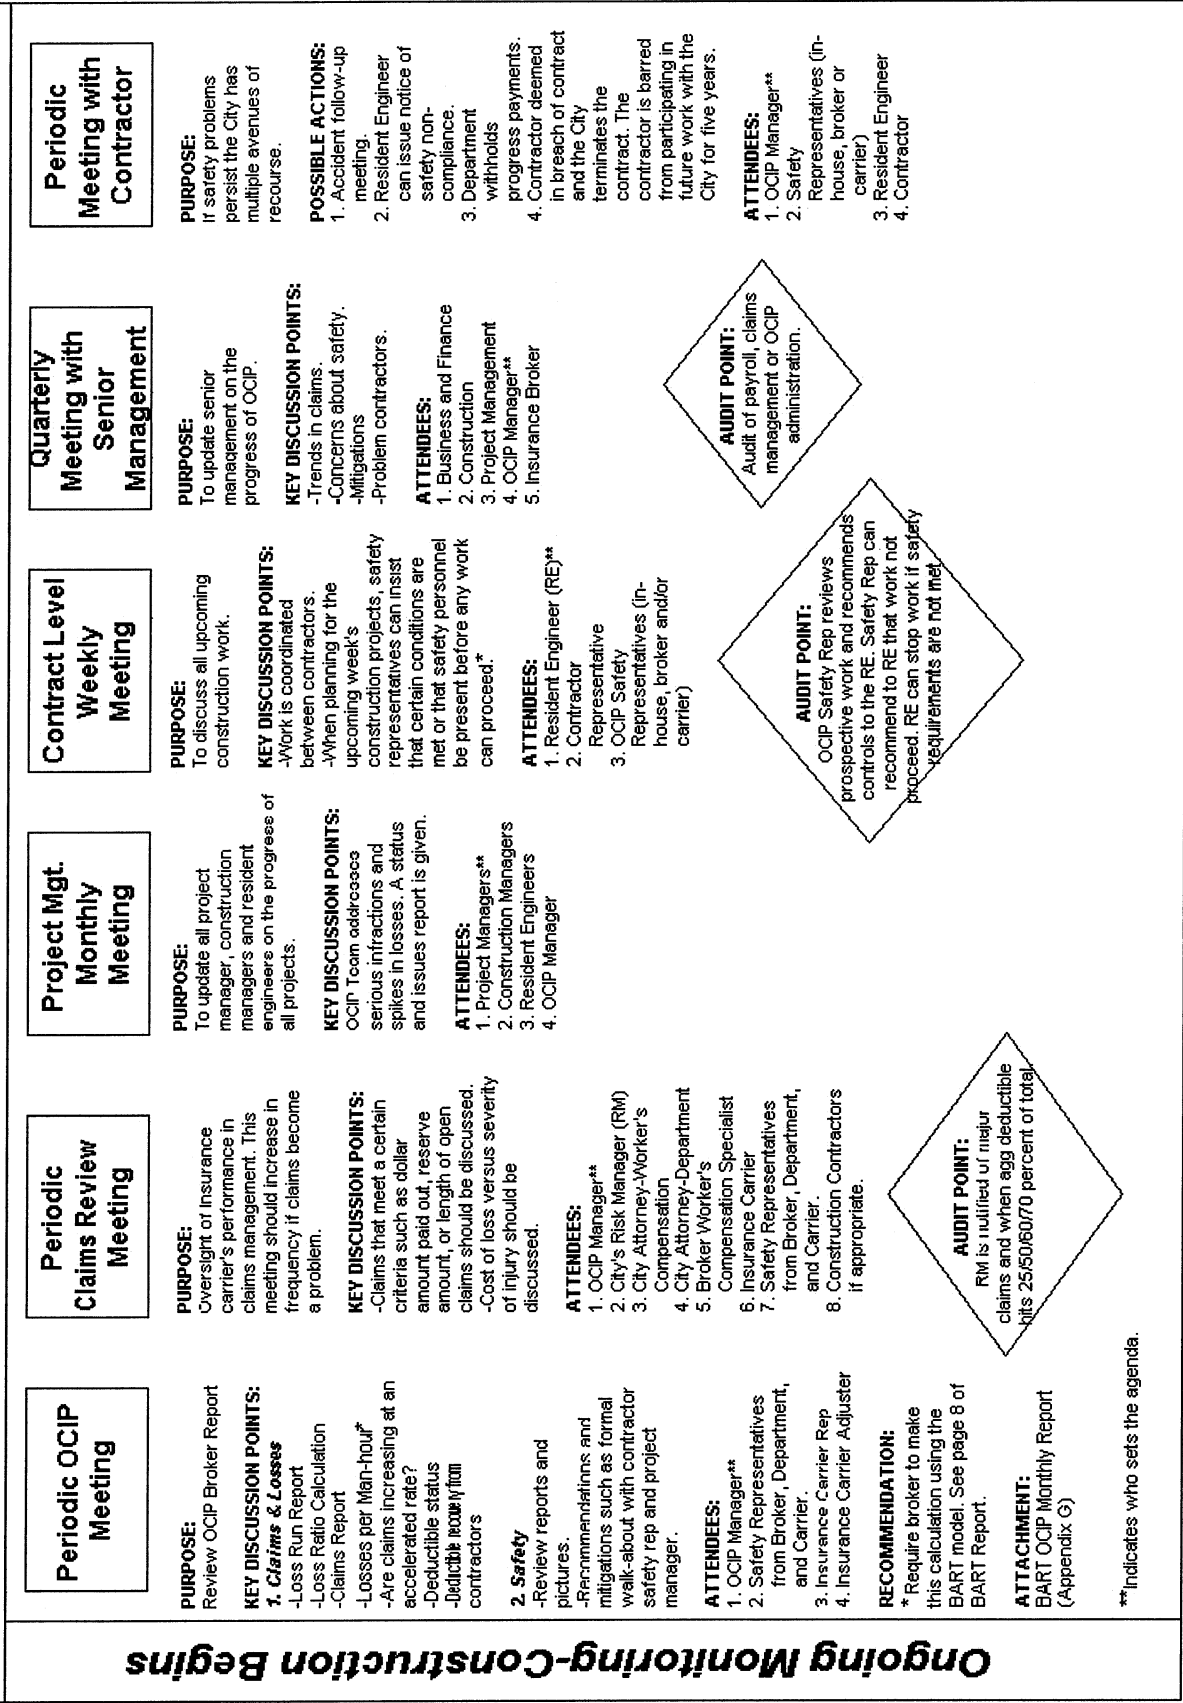 Ongoing Monitoring-Construction Begins
Periodic OCIP
Meeting
PURPOSE:
Review OCIP Broker Report
KEY DISCUSSION POINTS:
1. Claims & Losses
-Loss Run Report
-Loss Ratio Calculation
-Claims Report
-Losses per Man-hour*
-Are claims increasing at an
accelerated rate?
-Deductible status
-Deductible recovery from
contractors
2. Safety
-Review reports and
pictures.
-Recommendations and
mitigations such as formal
walk-about with contractor
safety rep and project
manager.
ATTENDEES:
1. OCIP Manager**
2. Safety Representatives
from Broker, Department,
and Carrier.
3. Insurance Carrier Rep
4. Insurance Carrier Adjuster
RECOMMENDATION:
*Require broker to make
this calculation using the
BART model. See page 8 of
BART Report.
ATTACHMENT:
BART OCIP Monthly Report
(Appendix G)
**Indicates who sets the agenda.
Periodic
Claims Review
Meeting
PURPOSE:
Oversight of Insurance
carrier's performance in
claims management. This
meeting should increase in
frequency if claims become
a problem.
KEY DISCUSSION POINTS:
-Claims that meet a certain
criteria such as dollar
amount paid out, reserve
amount, or length of open
claims should be discussed.
-Cost of loss versus severity
of injury should be
discussed.
ATTENDEES:
1. OCIP Manager**
2. City's Risk Manager (RM)
3. City Attorney-Worker's
Compensation
4. City Attorney-Department
5. Broker Worker's
Compensation Specialist
6. Insurance Carrier
7. Safety Representatives
from Broker, Department,
and Carrier.
8. Construction Contractors
if appropriate.
AUDIT POINT:
RM is notified of major
claims and when agg deductible
hits 25/50/60/70 percent of total.
Project Mgt.
Monthly
Meeting
PURPOSE:
To update all project
manager, construction
managers and resident
engineers on the progress of
all projects.
KEY DISCUSSION POINTS:
OCIP Team addresses
serious infractions and
spikes in losses. A status
and issues report is given.
ATTENDEES:
1. Project Managers**
2. Construction Managers
3. Resident Engineers
4. OCIP Manager
Contract Level
Weekly
Meeting
PURPOSE:
To discuss all upcoming
construction work.
KEY DISCUSSION POINTS:
-Work is coordinated
between contractors.
-When planning for the
upcoming week's
construction projects, safety
representatives can insist
that certain conditions are
met or that safety personnel
be present before any work
can proceed.*
ATTENDEES:
1. Resident Engineer (RE)**
2. Contractor
Representative
3. OCIP Safety
Representatives (in-
house, broker and/or
carrier)
AUDIT POINT:
OCIP Safety Rep reviews
prospective work and recommends
controls to the RE. Safety Rep can
recommend to RE that work not
proceed. RE can stop work if safety
requirements are not met.
Quarterly
Meeting with
Senior
Management
PURPOSE:
To update senior
management on the
progress of OCIP.
KEY DISCUSSION POINTS:
-Trends in claims.
-Concerns about safety.
-Mitigations
-Problem contractors.
ATTENDEES:
1. Business and Finance
2. Construction
3. Project Management
4. OCIP Manager**
5. Insurance Broker
AUDIT POINT:
Audit of payroll, claims
management or OCIP
administration.
Periodic
Meeting with
Contractor
PURPOSE:
If safety problems
persist the City has
multiple avenues of
recourse.
POSSIBLE ACTIONS:
1. Accident follow-up
meeting.
2. Resident Engineer
can issue notice of
safety non-
compliance.
3. Department
withholds
progress payments.
4. Contractor deemed
in breach of contract
and the City
terminates the
contract. The
contractor is barred
from participating in
future work with the
City for five years.
ATTENDEES:
1. OCIP Manager**
2. Safety
Representatives (in-
house, broker or
carrier)
3. Resident Engineer
4. Contractor